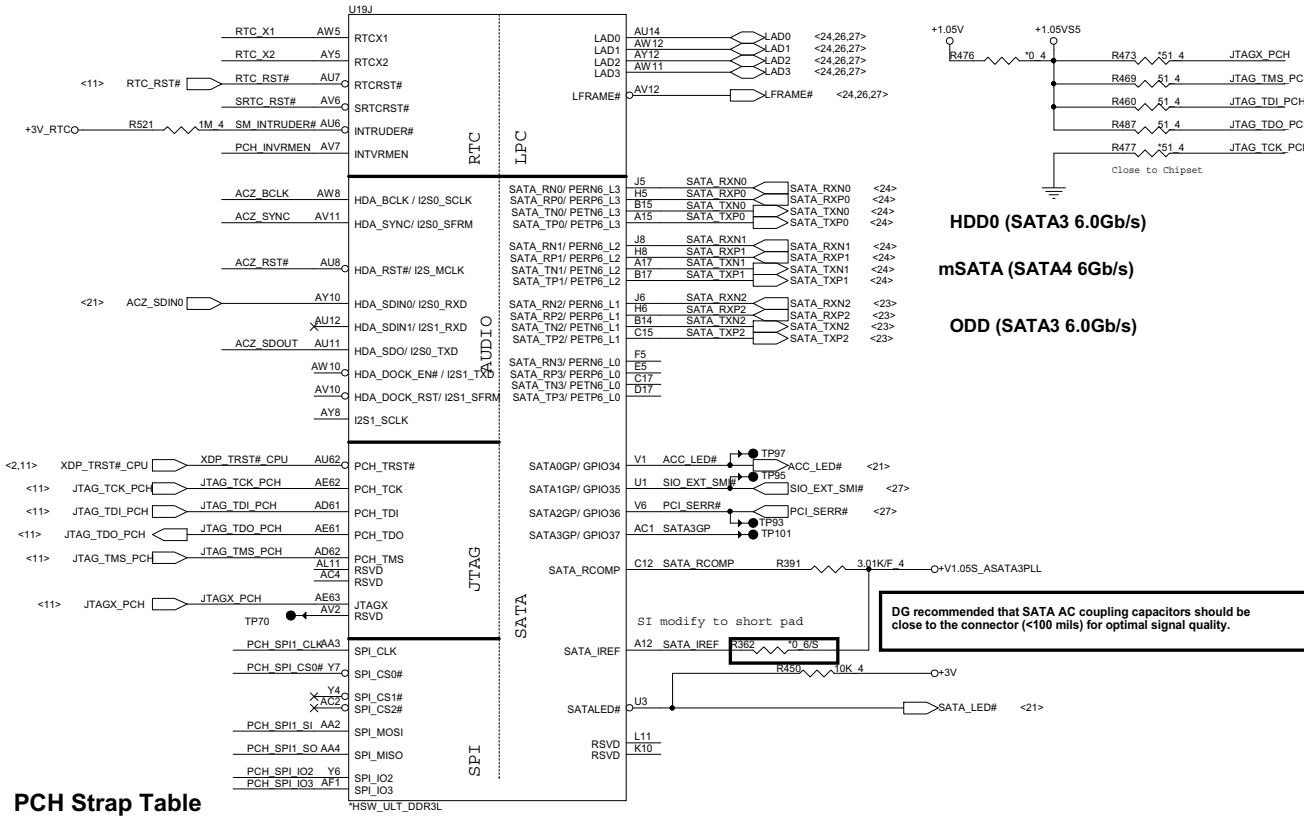 U19J
RTC_X1 AW5 RTCX1
RTC_X2 AY5 RTCX2
<11> RTC_RST# RTC_RST# AU7 RTCRST#
SRTC_RST# AV6 SRTCRST#
+3V_RTC R521 1M_4 SM_INTRUDER# AU6 INTRUDER#
PCH_INVRMEN AV7 INTVRMEN
RTC
LPC
LAD0 AU14 LAD0 <24,26,27>
LAD1 AW12 LAD1 <24,26,27>
LAD2 AY12 LAD2 <24,26,27>
LAD3 AW11 LAD3 <24,26,27>
LFRAME# AV12 LFRAME# <24,26,27>
+1.05V +1.05VS5
R476 *0_4
R473 *51_4 JTAGX_PCH
R469 51_4 JTAG_TMS_PC
R460 51_4 JTAG_TDI_PCH
R487 51_4 JTAG_TDO_PC
R477 *51_4 JTAG_TCK_PC
Close to Chipset
ACZ_BCLK AW8 HDA_BCLK / I2S0_SCLK
ACZ_SYNC AV11 HDA_SYNC/ I2S0_SFRM
ACZ_RST# AU8 HDA_RST#/ I2S_MCLK
<21> ACZ_SDIN0 AY10 HDA_SDIN0/ I2S0_RXD
AU12 HDA_SDIN1/ I2S1_RXD
ACZ_SDOUT AU11 HDA_SDO/ I2S0_TXD
AW10 HDA_DOCK_EN# / I2S1_TXD
AV10 HDA_DOCK_RST/ I2S1_SFRM
AY8 I2S1_SCLK
AUDIO
SATA_RN0/ PERN6_L3 J5 SATA_RXN0 SATA_RXN0 <24>
SATA_RP0/ PERP6_L3 H5 SATA_RXP0 SATA_RXP0 <24>
SATA_TN0/ PETN6_L3 B15 SATA_TXN0 SATA_TXN0 <24>
SATA_TP0/ PETP6_L3 A15 SATA_TXP0 SATA_TXP0 <24>
HDD0 (SATA3 6.0Gb/s)
SATA_RN1/ PERN6_L2 J8 SATA_RXN1 SATA_RXN1 <24>
SATA_RP1/ PERP6_L2 H8 SATA_RXP1 SATA_RXP1 <24>
SATA_TN1/ PETN6_L2 A17 SATA_TXN1 SATA_TXN1 <24>
SATA_TP1/ PETP6_L2 B17 SATA_TXP1 SATA_TXP1 <24>
mSATA (SATA4 6Gb/s)
SATA_RN2/ PERN6_L1 J6 SATA_RXN2 SATA_RXN2 <23>
SATA_RP2/ PERP6_L1 H6 SATA_RXP2 SATA_RXP2 <23>
SATA_TN2/ PETN6_L1 B14 SATA_TXN2 SATA_TXN2 <23>
SATA_TP2/ PETP6_L1 C15 SATA_TXP2 SATA_TXP2 <23>
ODD (SATA3 6.0Gb/s)
SATA_RN3/ PERN6_L0 F5
SATA_RP3/ PERP6_L0 E5
SATA_TN3/ PETN6_L0 C17
SATA_TP3/ PETP6_L0 D17
<2,11> XDP_TRST#_CPU XDP_TRST#_CPU AU62 PCH_TRST#
<11> JTAG_TCK_PCH JTAG_TCK_PCH AE62 PCH_TCK
<11> JTAG_TDI_PCH JTAG_TDI_PCH AD61 PCH_TDI
<11> JTAG_TDO_PCH JTAG_TDO_PCH AE61 PCH_TDO
<11> JTAG_TMS_PCH JTAG_TMS_PCH AD62 PCH_TMS
AL11 RSVD
AC4 RSVD
<11> JTAGX_PCH JTAGX_PCH AE63 JTAGX
TP70 AV2 RSVD
JTAG
SATA
SATA0GP/ GPIO34 V1 ACC_LED# TP97 ACC_LED# <21>
SATA1GP/ GPIO35 U1 SIO_EXT_SMI# TP95 SIO_EXT_SMI# <27>
SATA2GP/ GPIO36 V6 PCI_SERR# PCI_SERR# <27>
TP93
SATA3GP/ GPIO37 AC1 SATA3GP TP101
SATA_RCOMP C12 SATA_RCOMP R391 3.01K/F_4 +V1.05S_ASATA3PLL
DG recommended that SATA AC coupling capacitors should be
close to the connector (<100 mils) for optimal signal quality.
SI modify to short pad
SATA_IREF A12 SATA_IREF R362 *0_6/S
R450 10K_4 +3V
SATALED# U3 SATA_LED# <21>
RSVD L11
RSVD K10
PCH_SPI1_CLK AA3 SPI_CLK
PCH_SPI_CS0# Y7 SPI_CS0#
Y4 SPI_CS1#
AC2 SPI_CS2#
PCH_SPI1_SI AA2 SPI_MOSI
PCH_SPI1_SO AA4 SPI_MISO
PCH_SPI_IO2 Y6 SPI_IO2
PCH_SPI_IO3 AF1 SPI_IO3
SPI
*HSW_ULT_DDR3L
PCH Strap Table